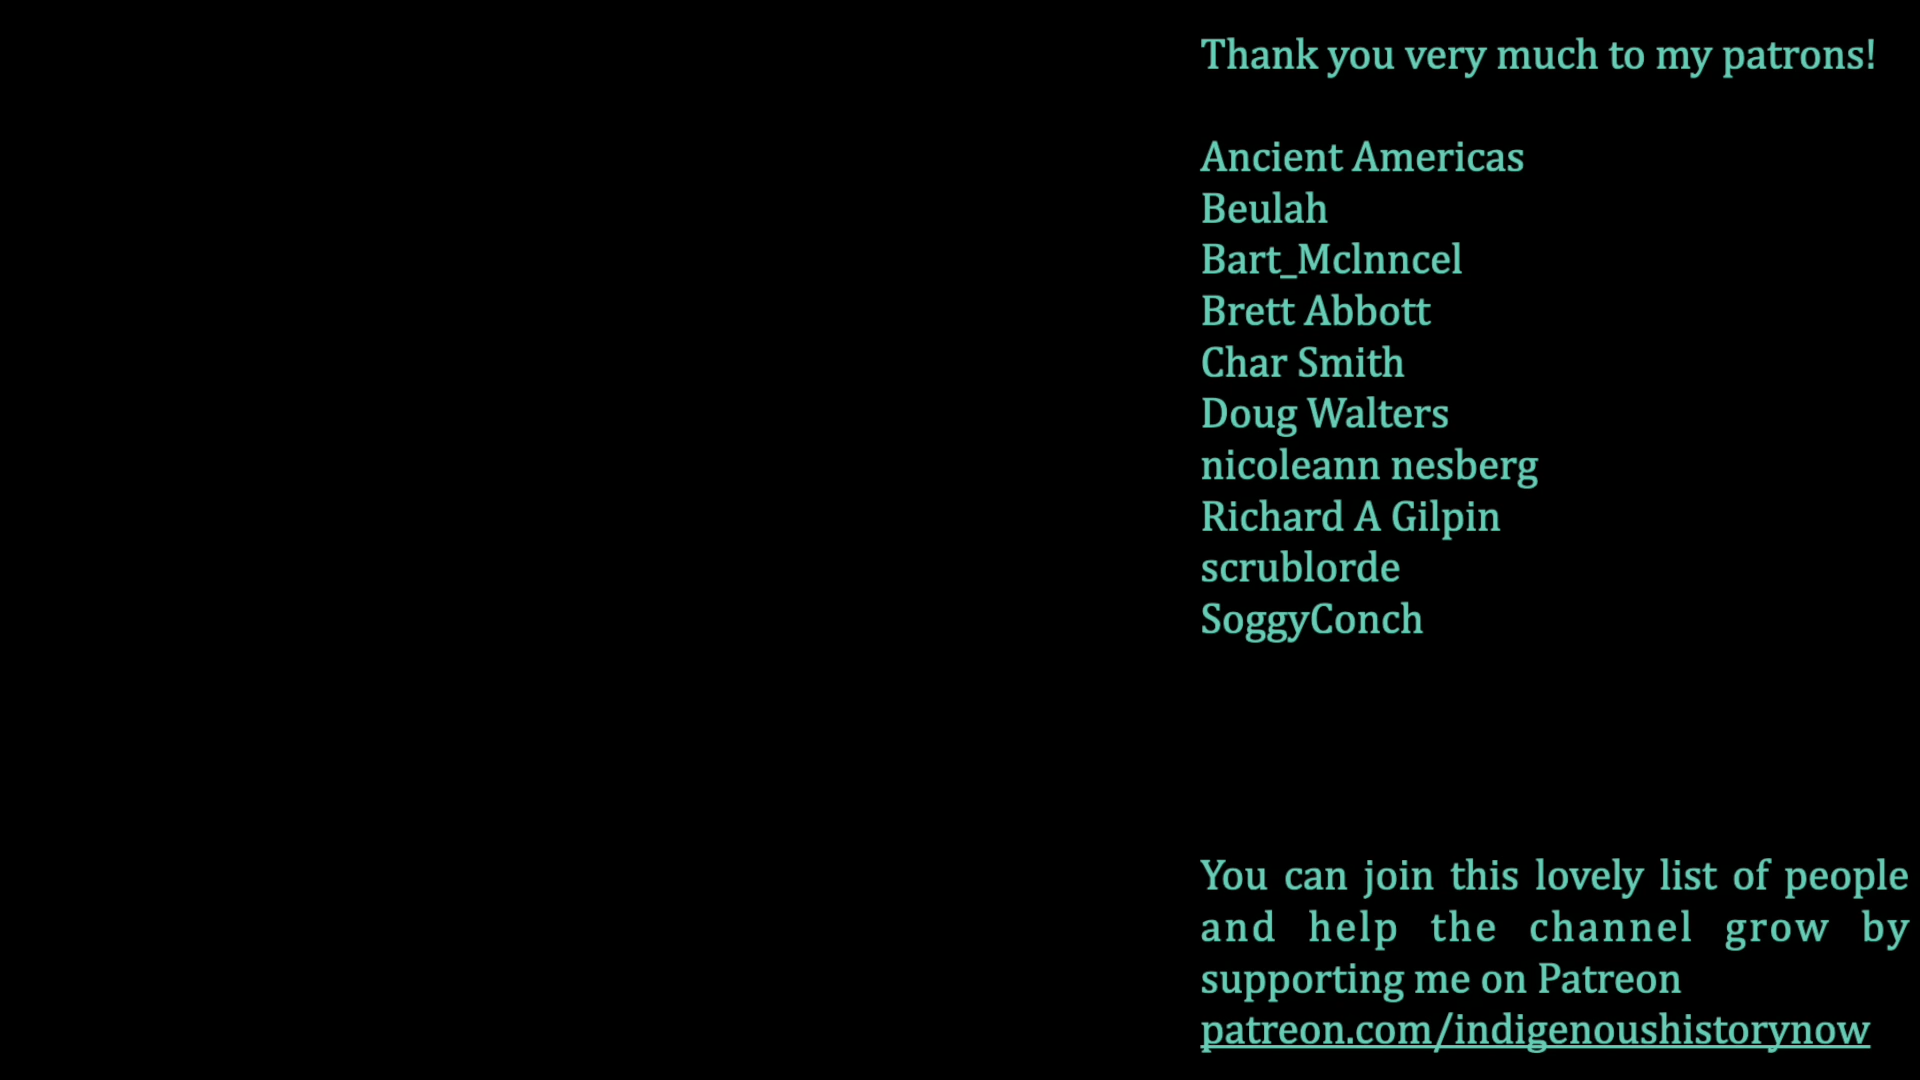 Thank you very much to my patrons!
Ancient Americas
Beulah
Bart_Mclnncel
Brett Abbott
Char Smith
Doug Walters
nicoleann nesberg
Richard A Gilpin
scrublorde
SoggyConch
You can join this lovely list of people
and help the channel grow by
supporting me on Patreon
patreon.com/indigenoushistorynow